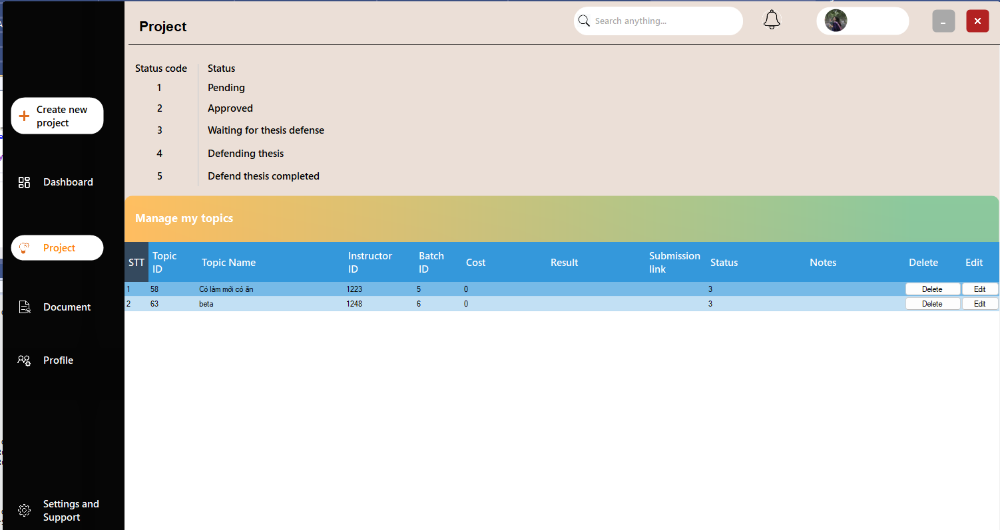 Project
Search anything...
Create new
project
Dashboard
Project
Document
Profile
Settings and
Support
Status code Status
1 Pending
2 Approved
3 Waiting for thesis defense
4 Defending thesis
5 Defend thesis completed
Manage my topics
STT Topic ID Topic Name Instructor ID Batch ID Cost Result Submission link Status Notes Delete Edit
1 58 Có làm mới có ăn 1223 5 0 3 Delete Edit
2 63 beta 1248 6 0 3 Delete Edit